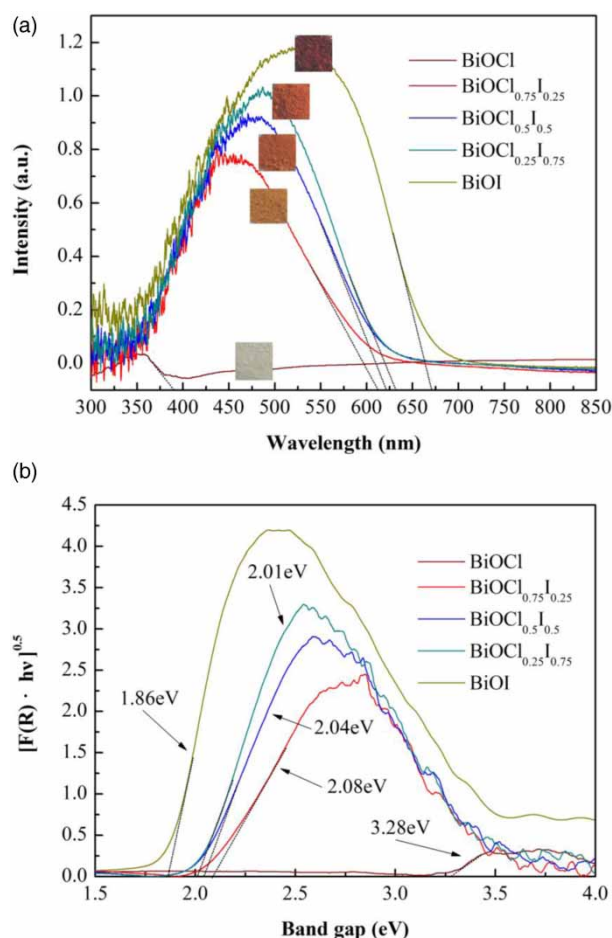 (a)
1.2
1.0
0.8
0.6
0.4
0.2
0.0
Intensity (a.u.)
BiOCl
BiOCl0.75I0.25
BiOCl0.5I0.5
BiOCl0.25I0.75
BiOI
300 350 400 450 500 550 600 650 700 750 800 850
Wavelength (nm)
(b)
4.5
4.0
3.5
3.0
2.5
2.0
1.5
1.0
0.5
0.0
[F(R) · hv]0.5
BiOCl
BiOCl0.75I0.25
BiOCl0.5I0.5
BiOCl0.25I0.75
BiOI
2.01eV
1.86eV
2.04eV
2.08eV
3.28eV
1.5 2.0 2.5 3.0 3.5 4.0
Band gap (eV)